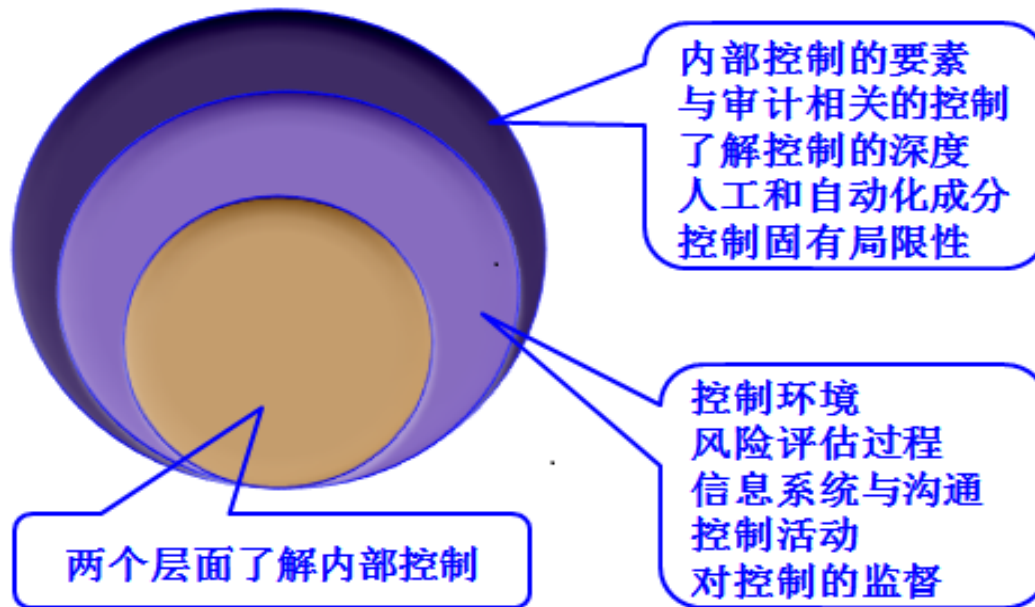 内部控制的要素
与审计相关的控制
了解控制的深度
人工和自动化成分
控制固有局限性
控制环境
风险评估过程
信息系统与沟通
控制活动
对控制的监督
两个层面了解内部控制